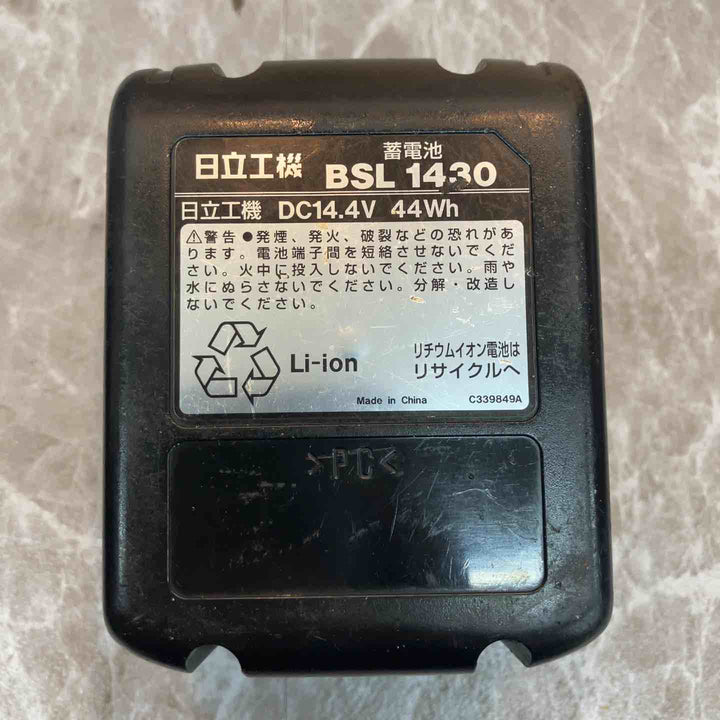 日立工機 蓄電池 BSL 1430
日立工機 DC14.4V 44Wh
⚠警告 ●発煙、発火、破裂などの恐れがあ
ります。電池端子間を短絡させないでくだ
さい。火中に投入しないでください。雨や
水にぬらさないでください。分解・改造し
ないでください。
Li-ion
リチウムイオン電池は
リサイクルへ
Made in China C339849A
>PC<